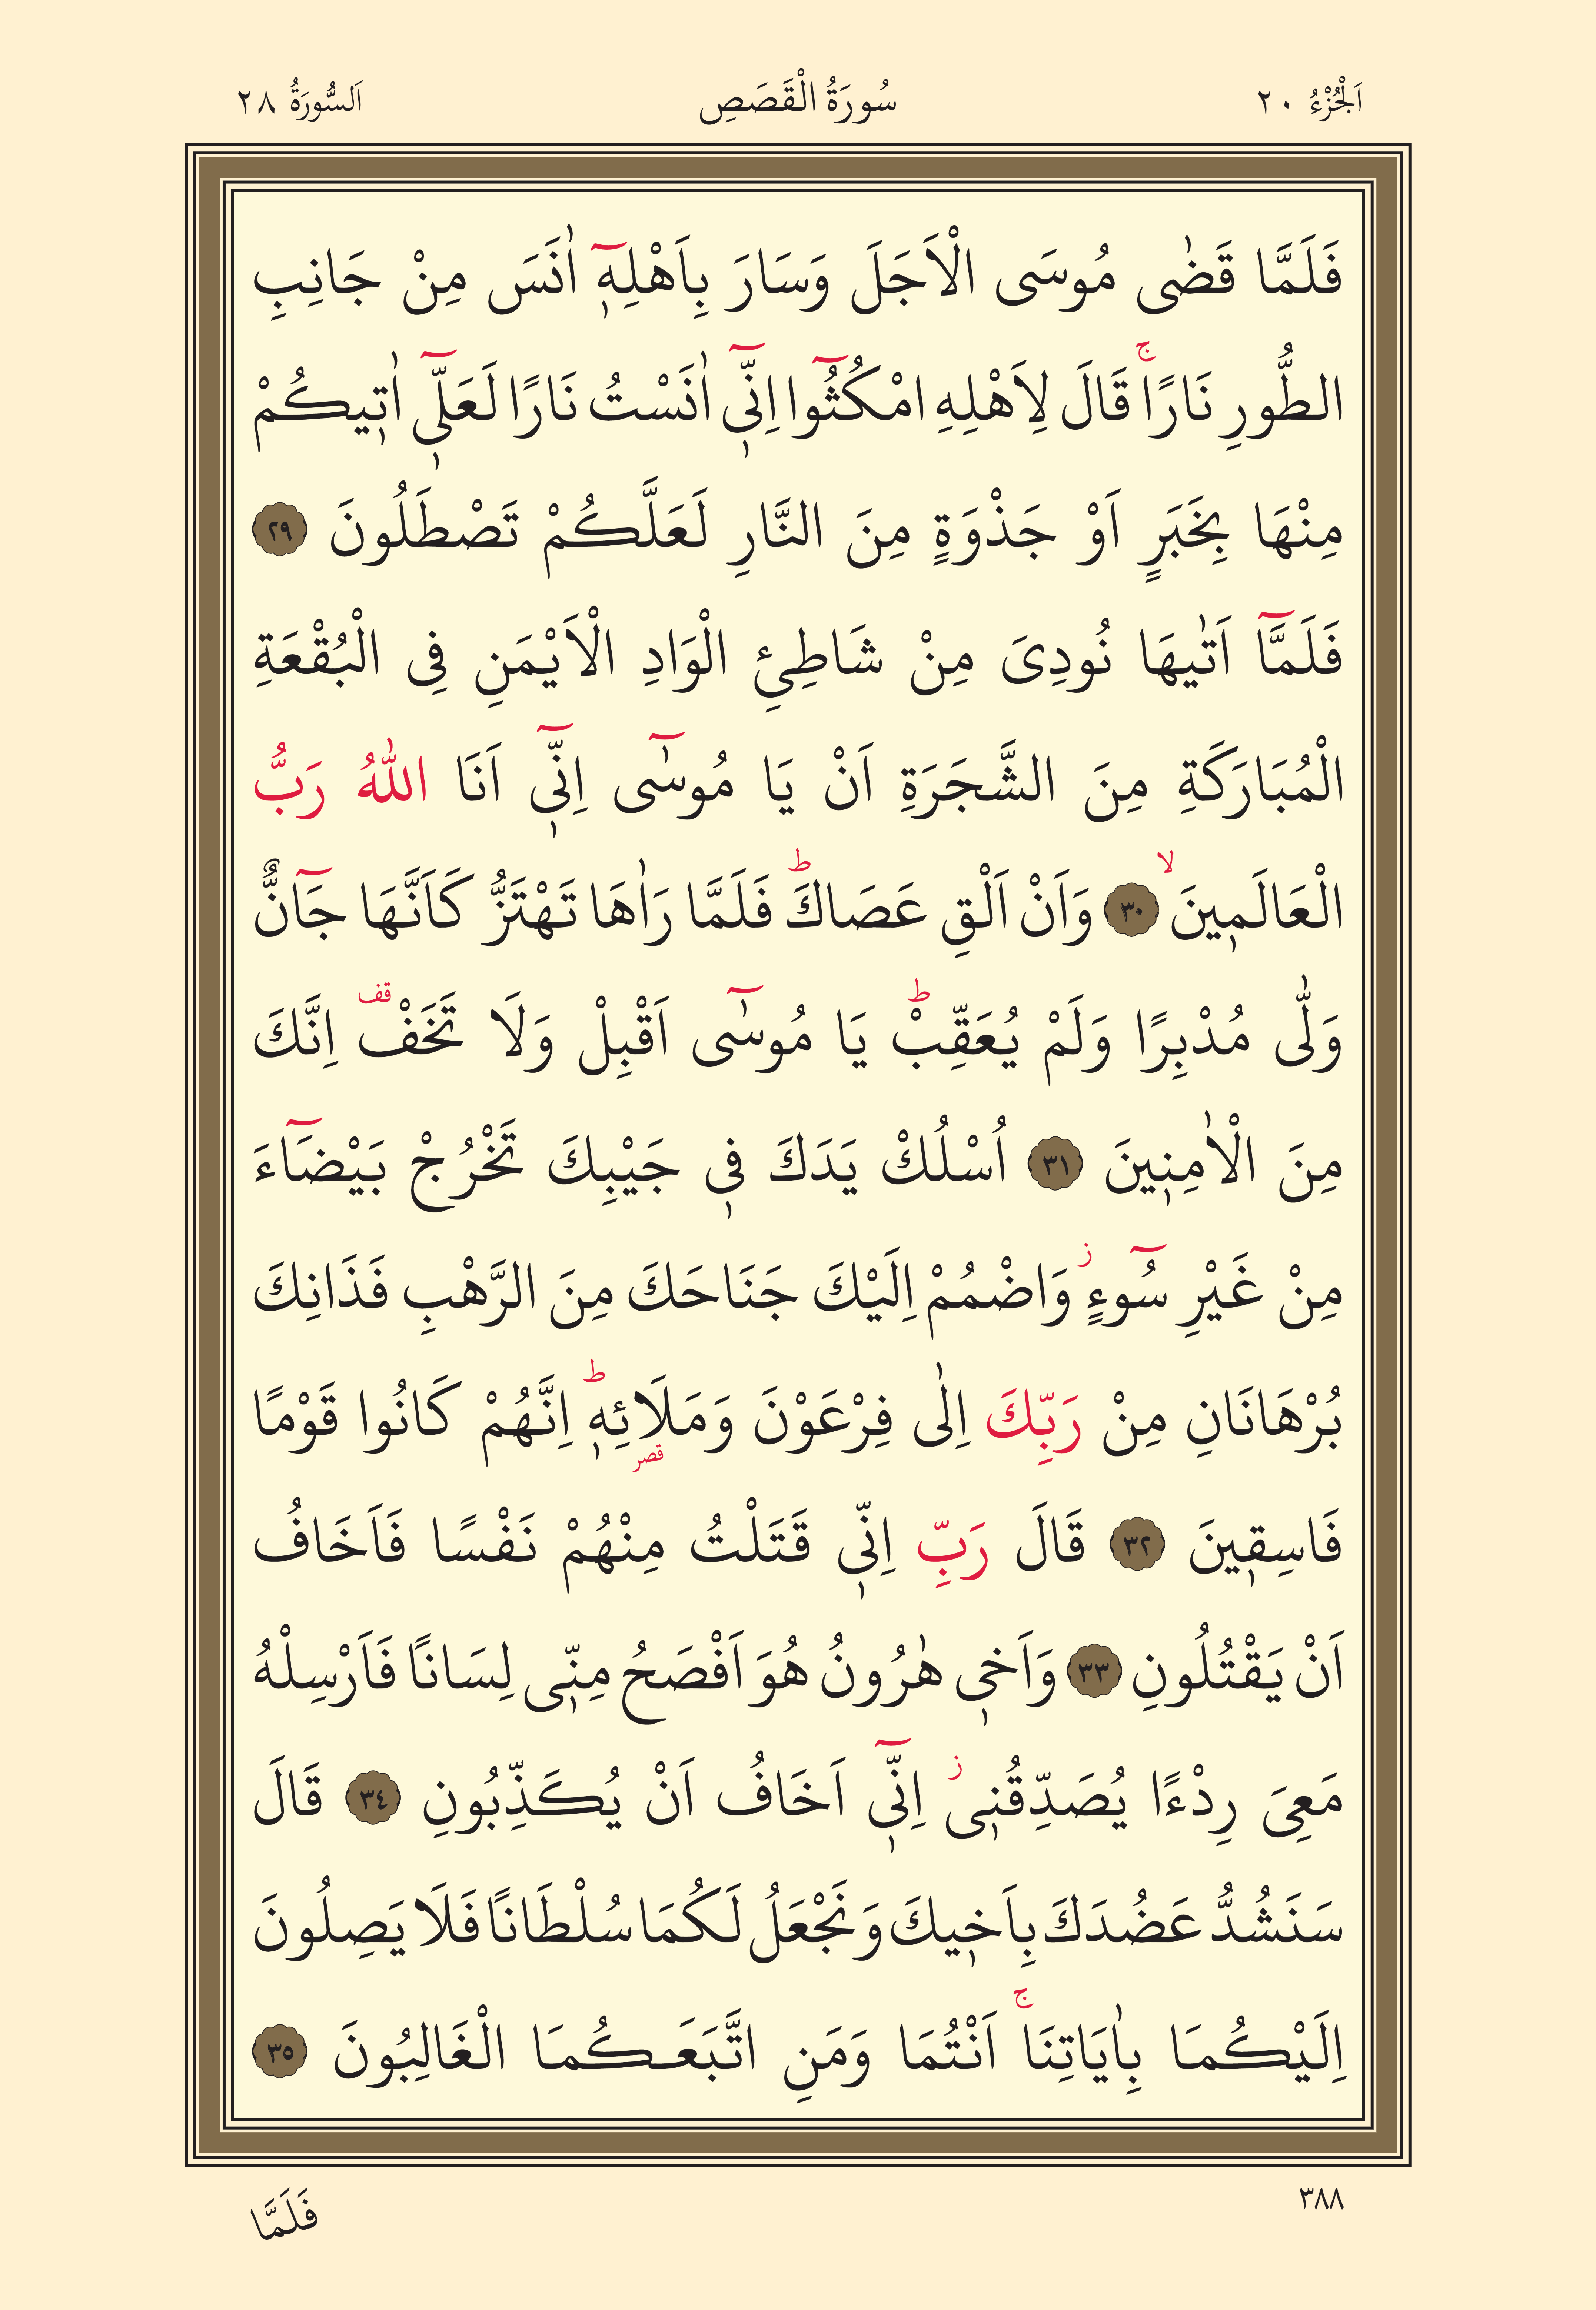 اَلْجُزْءُ ٢٠
سُورَةُ الْقَصَصِ
اَلسُّورَةُ ٢٨
فَلَمَّا قَضٰى مُوسَى الْاَجَلَ وَسَارَ بِاَهْلِهٖٓ اٰنَسَ مِنْ جَانِبِ
الطُّورِ نَارًاۚ قَالَ لِاَهْلِهِ امْكُثُٓوا اِنّٖٓي اٰنَسْتُ نَارًا لَعَلّٖٓي اٰتٖيكُمْ
مِنْهَا بِخَبَرٍ اَوْ جَذْوَةٍ مِنَ النَّارِ لَعَلَّكُمْ تَصْطَلُونَ ٢٩
فَلَمَّٓا اَتٰيهَا نُودِىَ مِنْ شَاطِئِ الْوَادِ الْاَيْمَنِ فِى الْبُقْعَةِ
الْمُبَارَكَةِ مِنَ الشَّجَرَةِ اَنْ يَا مُوسٰٓى اِنّٖٓي اَنَا اللّٰهُ رَبُّ
الْعَالَمٖينَۙ ٣٠ وَاَنْ اَلْقِ عَصَاكَؕ فَلَمَّا رَاٰهَا تَهْتَزُّ كَاَنَّهَا جَٓانٌّ
وَلّٰى مُدْبِرًا وَلَمْ يُعَقِّبْؕ يَا مُوسٰٓى اَقْبِلْ وَلَا تَخَفْ قف اِنَّكَ
مِنَ الْاٰمِنٖينَ ٣١ اُسْلُكْ يَدَكَ فٖى جَيْبِكَ تَخْرُجْ بَيْضَٓاءَ
مِنْ غَيْرِ سُٓوءٍؗ وَاضْمُمْ اِلَيْكَ جَنَاحَكَ مِنَ الرَّهْبِ فَذَانِكَ
بُرْهَانَانِ مِنْ رَبِّكَ اِلٰى فِرْعَوْنَ وَمَلَا۬ئِهٖؕ قصر اِنَّهُمْ كَانُوا قَوْمًا
فَاسِقٖينَ ٣٢ قَالَ رَبِّ اِنّٖى قَتَلْتُ مِنْهُمْ نَفْسًا فَاَخَافُ
اَنْ يَقْتُلُونِ ٣٣ وَاَخٖى هٰرُونُ هُوَ اَفْصَحُ مِنّٖى لِسَانًا فَاَرْسِلْهُ
مَعِىَ رِدْءًا يُصَدِّقُنٖىؗ اِنّٖٓى اَخَافُ اَنْ يُكَذِّبُونِ ٣٤ قَالَ
سَنَشُدُّ عَضُدَكَ بِاَخٖيكَ وَنَجْعَلُ لَكُمَا سُلْطَانًا فَلَا يَصِلُونَ
اِلَيْكُمَا بِاٰيَاتِنَاۚ اَنْتُمَا وَمَنِ اتَّبَعَكُمَا الْغَالِبُونَ ٣٥
٣٨٨
فَلَمَّا